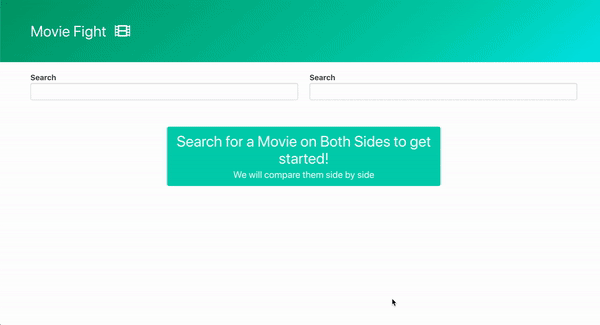 Movie Fight
Search
Search
Search for a Movie on Both Sides to get
started!
We will compare them side by side